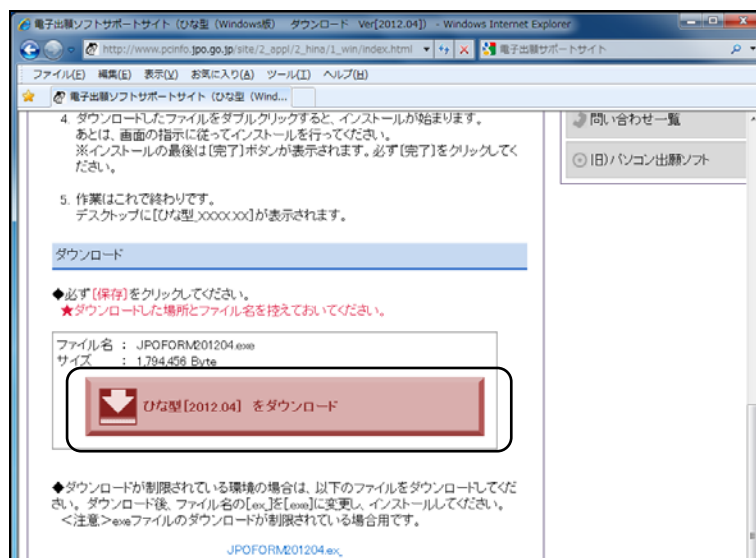 電子出願ソフトサポートサイト（ひな型（Windows版） ダウンロード Ver[2012.04]） - Windows Internet Explorer
http://www.pcinfo.jpo.go.jp/site/2_appl/2_hina/1_win/index.html
電子出願サポートサイト
ファイル(F) 編集(E) 表示(V) お気に入り(A) ツール(T) ヘルプ(H)
電子出願ソフトサポートサイト（ひな型（Wind...
4. ダウンロードしたファイルをダブルクリックすると、インストールが始まります。
あとは、画面の指示に従ってインストールを行ってください。
※インストールの最後は[完了]ボタンが表示されます。必ず[完了]をクリックしてく
ださい。
5. 作業はこれで終わりです。
デスクトップに[ひな型_xxxx.xx]が表示されます。
問い合わせ一覧
旧）パソコン出願ソフト
ダウンロード
◆必ず[保存]をクリックしてください。
★ダウンロードした場所とファイル名を控えておいてください。
ファイル名 ： JPOFORM201204.exe
サイズ ： 1,794,456 Byte
ひな型[2012.04] をダウンロード
◆ダウンロードが制限されている環境の場合は、以下のファイルをダウンロードしてくだ
さい。ダウンロード後、ファイル名の[ex_]を[exe]に変更し、インストールしてください。
＜注意＞exeファイルのダウンロードが制限されている場合用です。
JPOFORM201204.ex_